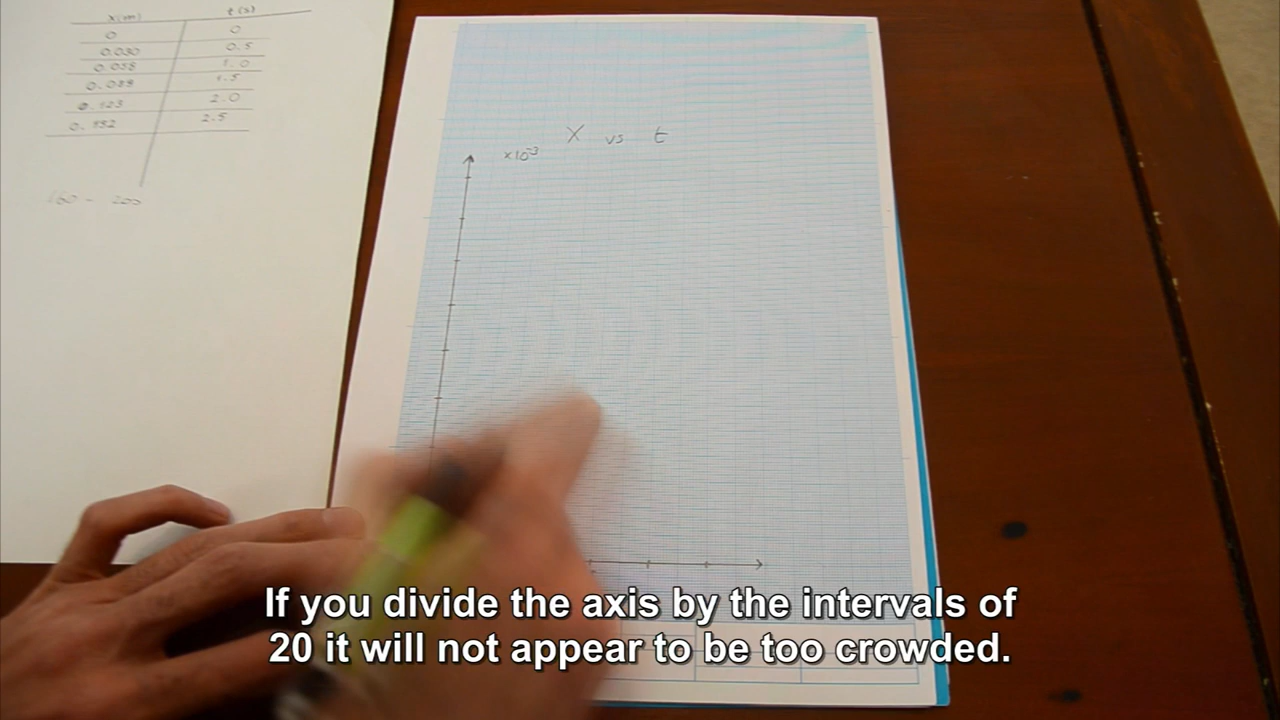 x(m) t(s)
0 0
0.030 0.5
0.058 1.0
0.089 1.5
0.123 2.0
0.152 2.5
160 - 200
X vs t
×10⁻³
If you divide the axis by the intervals of
20 it will not appear to be too crowded.